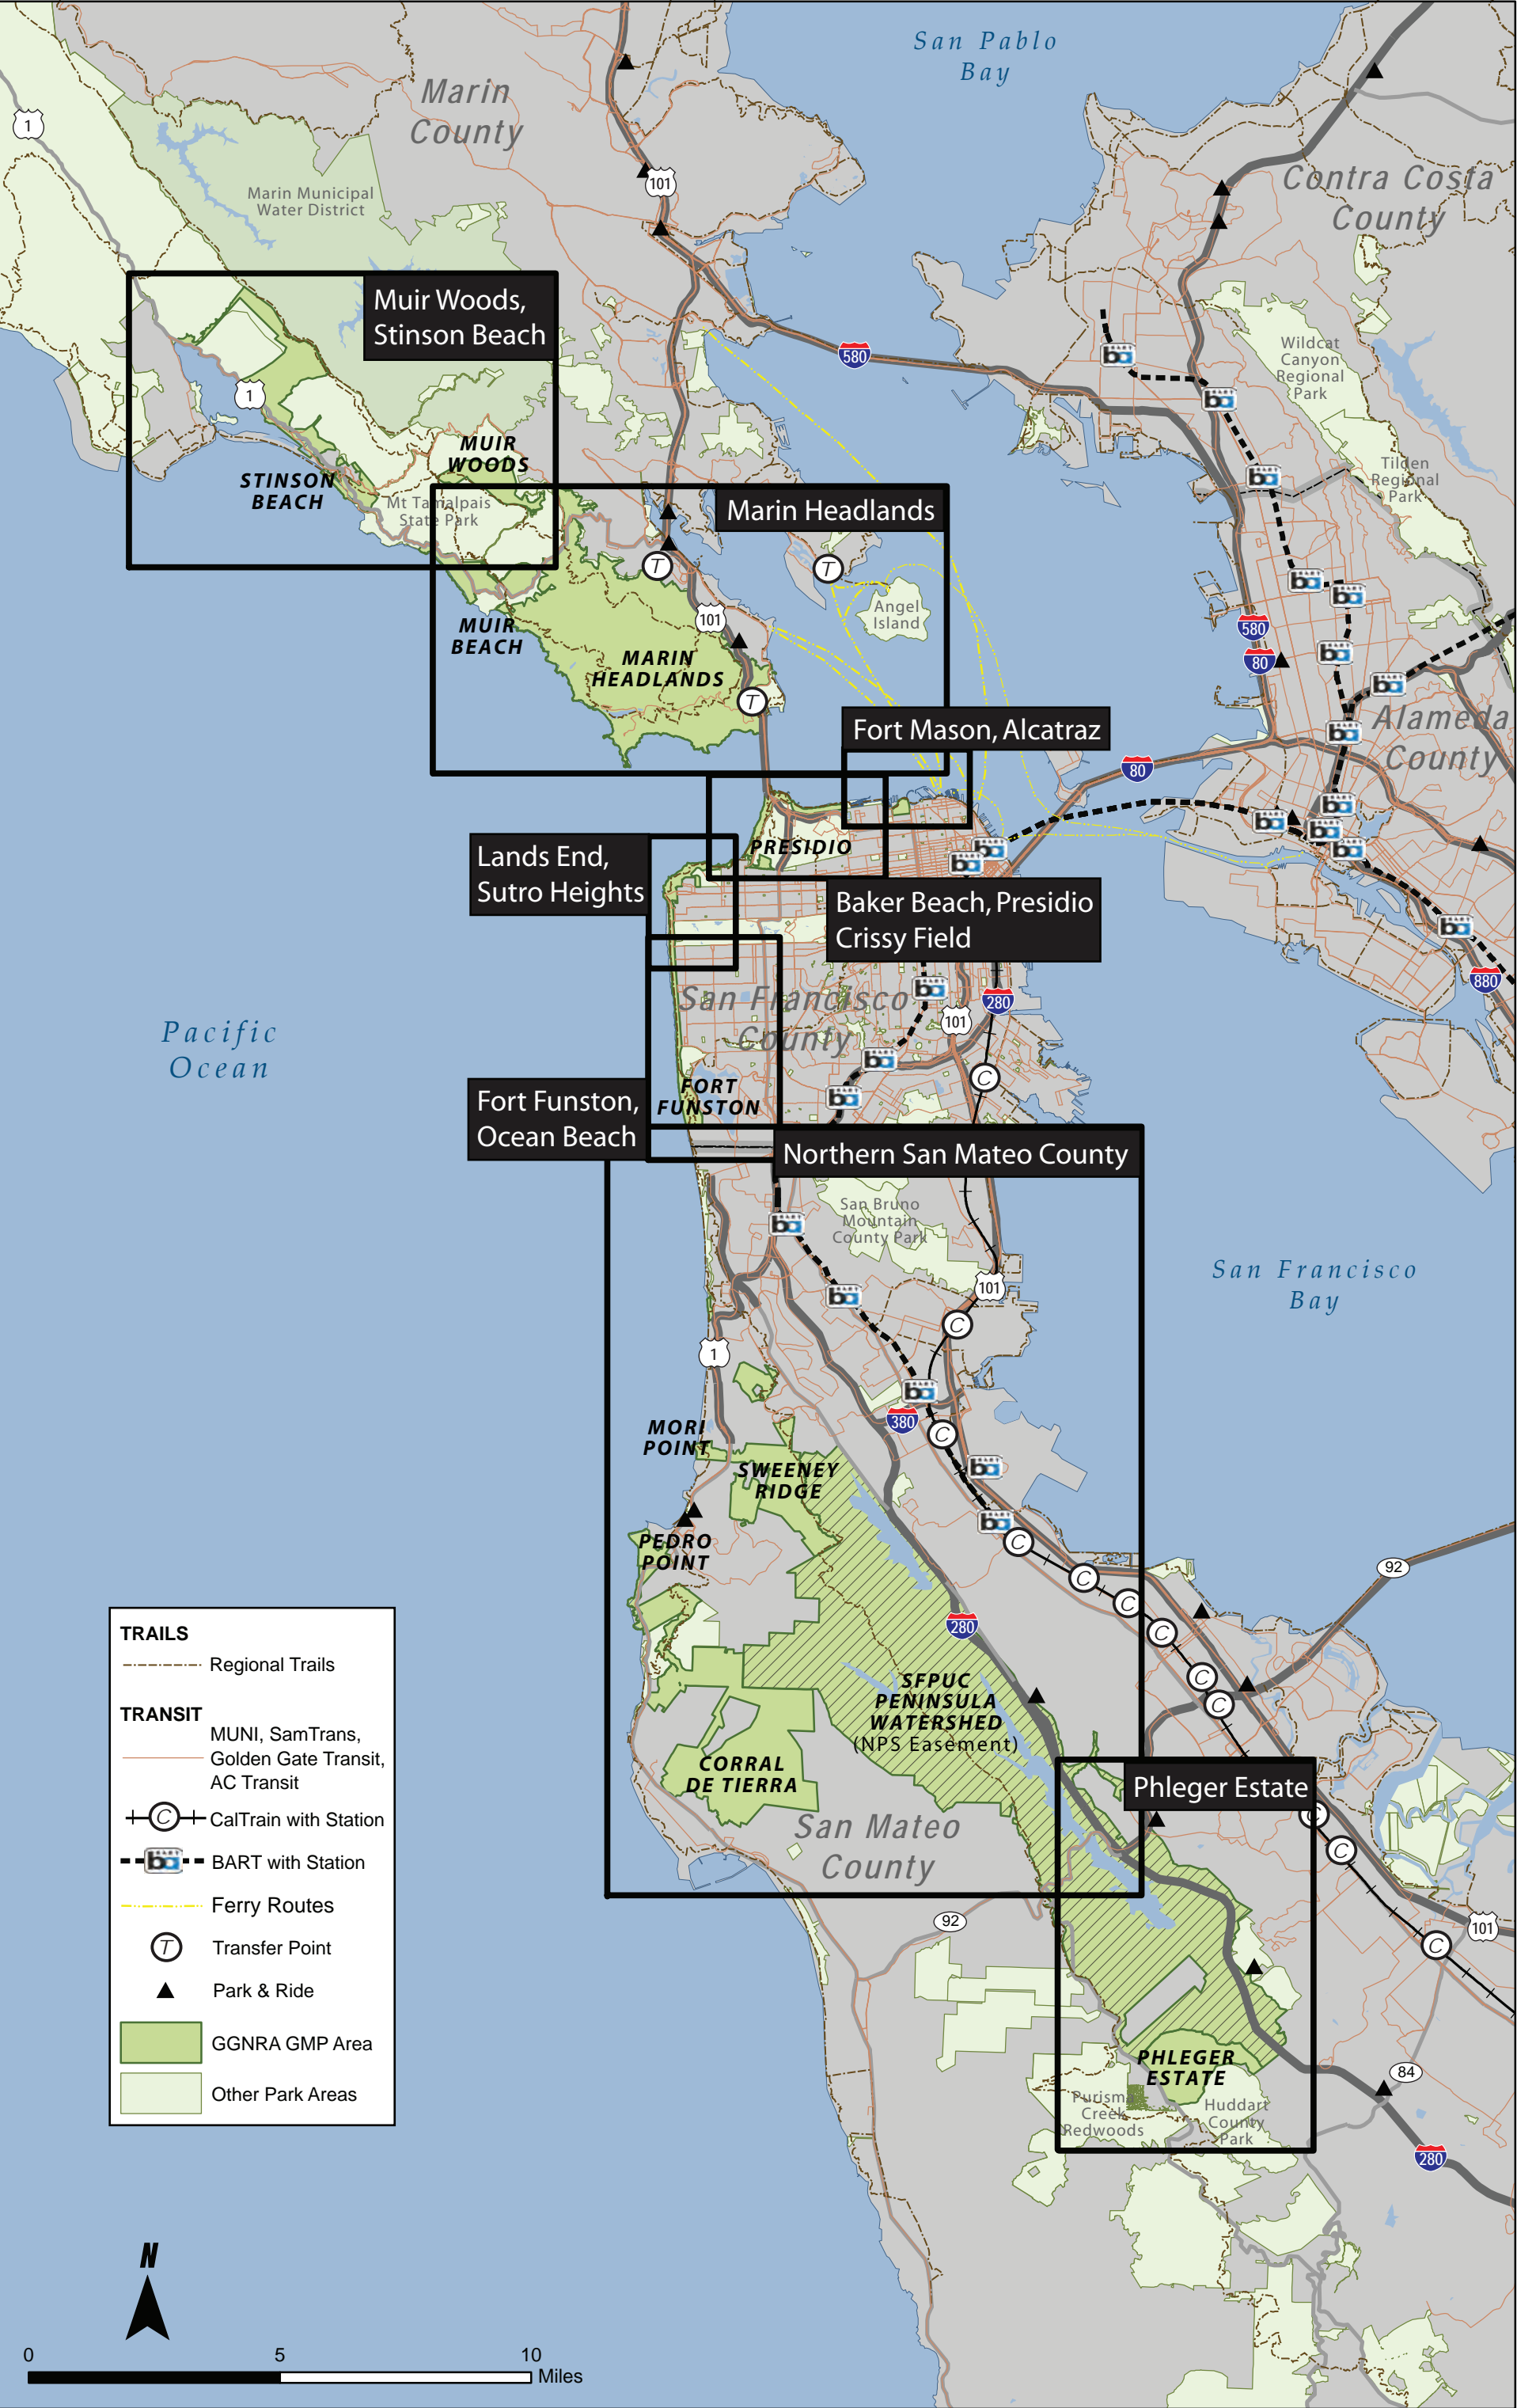 San Pablo
Bay
Marin
County
1
101
Contra Costa
County
Marin Municipal
Water District
Muir Woods,
Stinson Beach
580
Wildcat
Canyon
Regional
Park
1
MUIR
WOODS
STINSON
BEACH
Mt Tamalpais
State Park
Tilden
Regional
Park
Marin Headlands
T
T
Angel
Island
101
580
80
MUIR
BEACH
MARIN
HEADLANDS
T
Fort Mason, Alcatraz
Alameda
County
80
PRESIDIO
Lands End,
Sutro Heights
Baker Beach, Presidio
Crissy Field
880
San Francisco
County
280
101
Pacific
Ocean
C
FORT
FUNSTON
Fort Funston,
Ocean Beach
Northern San Mateo County
San Bruno
Mountain
County Park
San Francisco
Bay
101
C
1
380
C
MORI
POINT
SWEENEY
RIDGE
PEDRO
POINT
C
C
C
C
C
C
92
280
SFPUC
PENINSULA
WATERSHED
(NPS Easement)
CORRAL
DE TIERRA
Phleger Estate
C
C
San Mateo
County
92
101
C
PHLEGER
ESTATE
84
Purisma
Creek
Redwoods
Huddart
County
Park
280
TRAILS
Regional Trails
TRANSIT
MUNI, SamTrans,
Golden Gate Transit,
AC Transit
C
CalTrain with Station
ba
BART with Station
Ferry Routes
T
Transfer Point
Park & Ride
GGNRA GMP Area
Other Park Areas
N
0 5 10
Miles